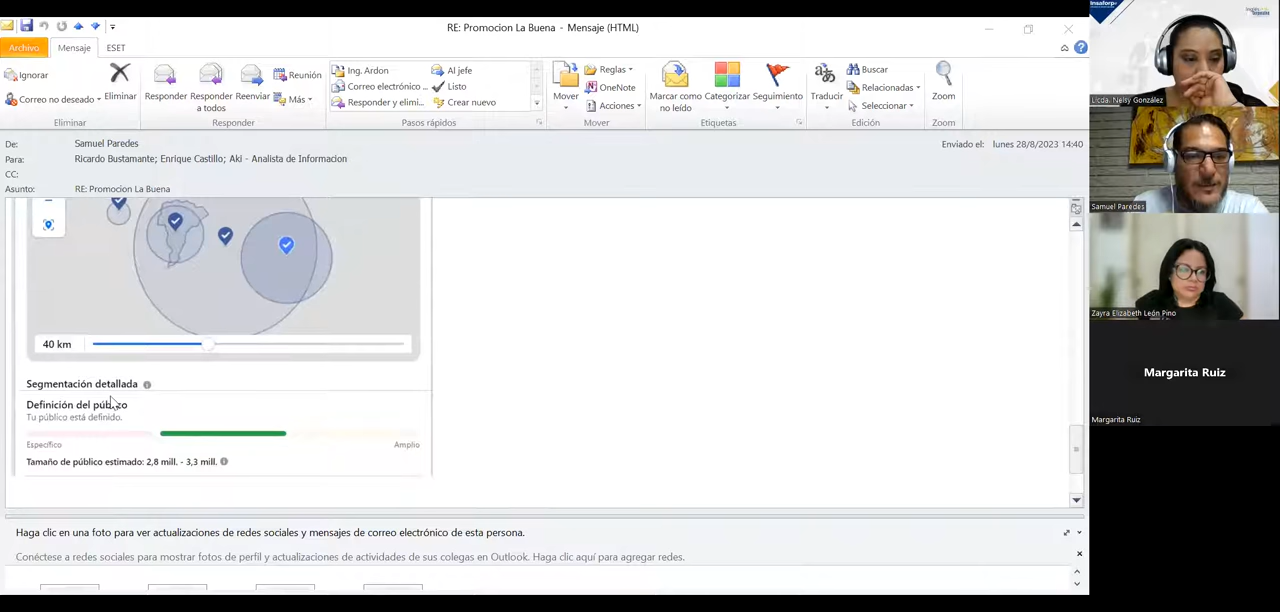 RE: Promocion La Buena - Mensaje (HTML)
Archivo
Mensaje
ESET
Ignorar
Correo no deseado
Eliminar
Eliminar
Responder
Responder a todos
Reenviar
Reunión
Más
Responder
Ing. Ardon
Correo electrónico ...
Responder y elimi...
Al jefe
Listo
Crear nuevo
Pasos rápidos
Mover
Reglas
OneNote
Acciones
Mover
Marcar como no leído
Categorizar
Seguimiento
Etiquetas
Traducir
Buscar
Relacionadas
Seleccionar
Edición
Zoom
Zoom
De: Samuel Paredes
Enviado el: lunes 28/8/2023 14:40
Para: Ricardo Bustamante; Enrique Castillo; Aki - Analista de Informacion
CC:
Asunto: RE: Promocion La Buena
40 km
Segmentación detallada
Definición del público
Tu público está definido.
Específico
Amplio
Tamaño de público estimado: 2,8 mill. - 3,3 mill.
Haga clic en una foto para ver actualizaciones de redes sociales y mensajes de correo electrónico de esta persona.
Conéctese a redes sociales para mostrar fotos de perfil y actualizaciones de actividades de sus colegas en Outlook. Haga clic aquí para agregar redes.
Insaforp
Licda. Nelsy González
Samuel Paredes
Zayra Elizabeth León Pino
Margarita Ruiz
Margarita Ruiz